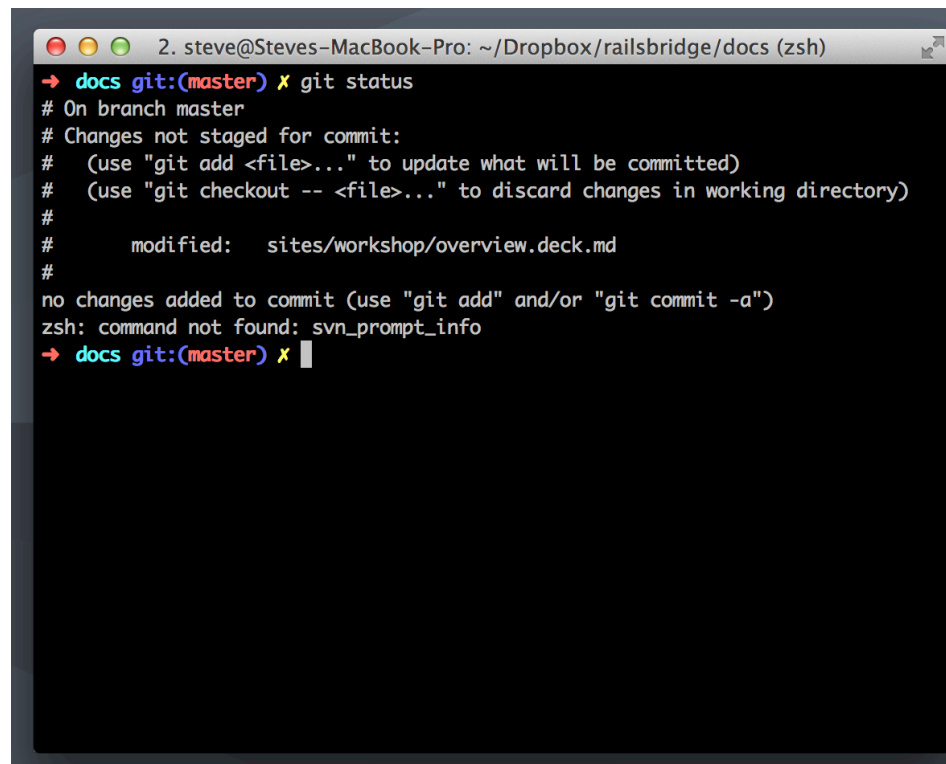 2. steve@Steves-MacBook-Pro: ~/Dropbox/railsbridge/docs (zsh)
➜ docs git:(master) ✗ git status
# On branch master
# Changes not staged for commit:
#   (use "git add <file>..." to update what will be committed)
#   (use "git checkout -- <file>..." to discard changes in working directory)
#
#       modified:   sites/workshop/overview.deck.md
#
no changes added to commit (use "git add" and/or "git commit -a")
zsh: command not found: svn_prompt_info
➜ docs git:(master) ✗